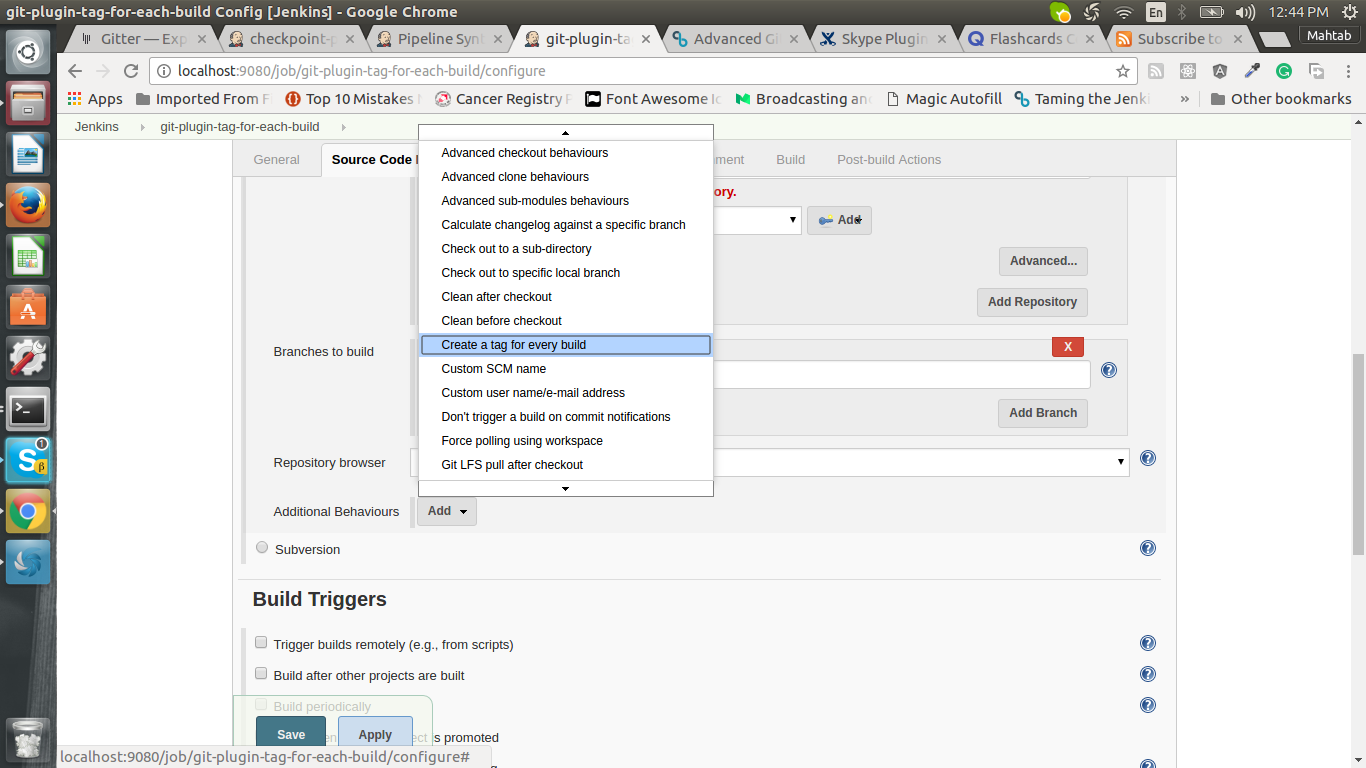 git-plugin-tag-for-each-build Config [Jenkins] - Google Chrome
En
12:44 PM
Gitter — Exp
checkpoint-p
Pipeline Synt
git-plugin-ta
Advanced Gi
Skype Plugin
Flashcards C
Subscribe to
Mahtab
localhost:9080/job/git-plugin-tag-for-each-build/configure
Apps
Imported From F
Top 10 Mistakes
Cancer Registry P
Font Awesome Ic
Broadcasting and
Magic Autofill
Taming the Jenki
»
Other bookmarks
Jenkins
git-plugin-tag-for-each-build
General
Source Code
ment
Build
Post-build Actions
Advanced checkout behaviours
Advanced clone behaviours
Advanced sub-modules behaviours
Calculate changelog against a specific branch
Check out to a sub-directory
Check out to specific local branch
Clean after checkout
Clean before checkout
Create a tag for every build
Custom SCM name
Custom user name/e-mail address
Don't trigger a build on commit notifications
Force polling using workspace
Git LFS pull after checkout
ory.
Add
Advanced...
Add Repository
Branches to build
X
Add Branch
Repository browser
Additional Behaviours
Add
Subversion
Build Triggers
Trigger builds remotely (e.g., from scripts)
Build after other projects are built
Build periodically
Save
Apply
ect is promoted
localhost:9080/job/git-plugin-tag-for-each-build/configure#